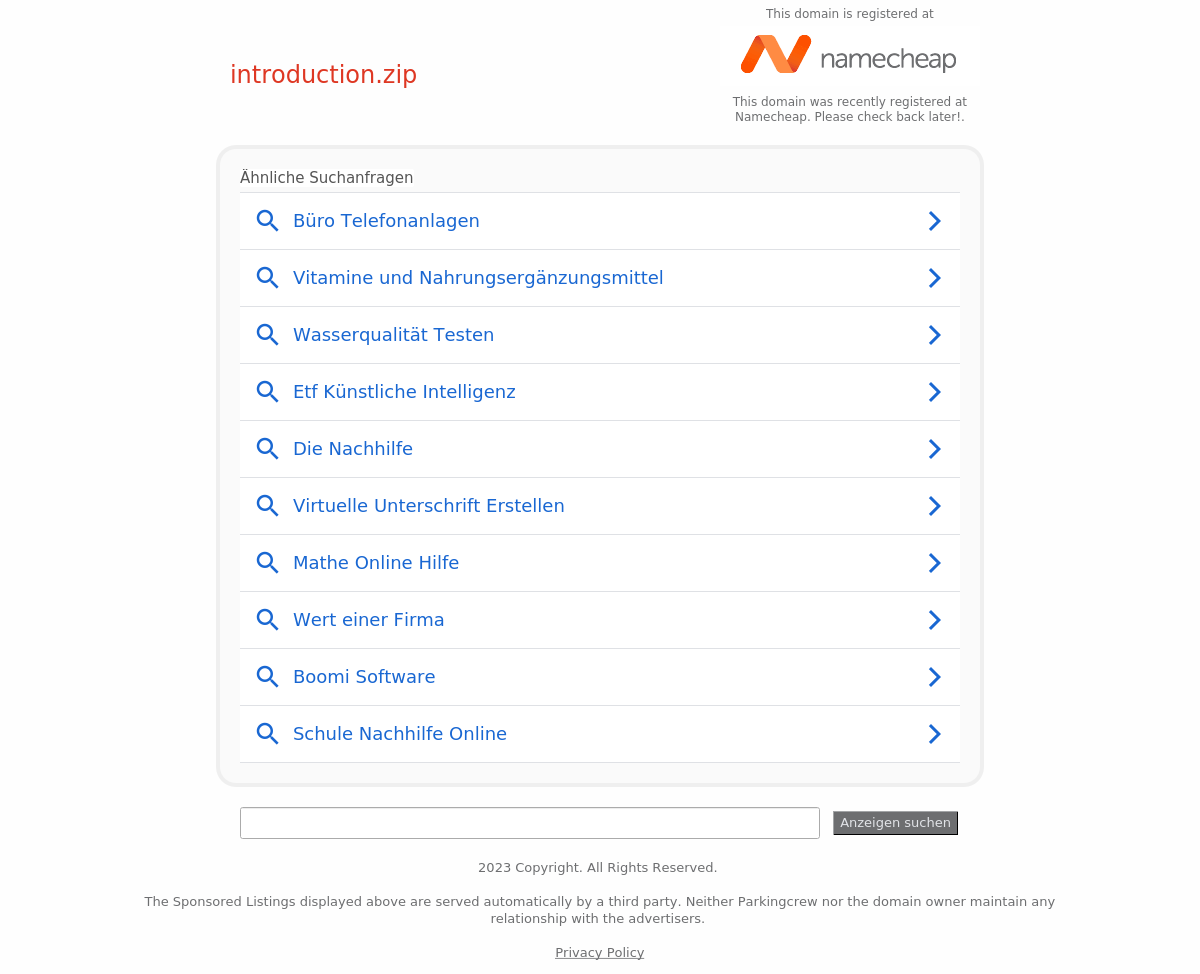 This domain is registered at
namecheap
introduction.zip
This domain was recently registered at
Namecheap. Please check back later!.
Ähnliche Suchanfragen
Büro Telefonanlagen
Vitamine und Nahrungsergänzungsmittel
Wasserqualität Testen
Etf Künstliche Intelligenz
Die Nachhilfe
Virtuelle Unterschrift Erstellen
Mathe Online Hilfe
Wert einer Firma
Boomi Software
Schule Nachhilfe Online
Anzeigen suchen
2023 Copyright. All Rights Reserved.
The Sponsored Listings displayed above are served automatically by a third party. Neither Parkingcrew nor the domain owner maintain any
relationship with the advertisers.
Privacy Policy